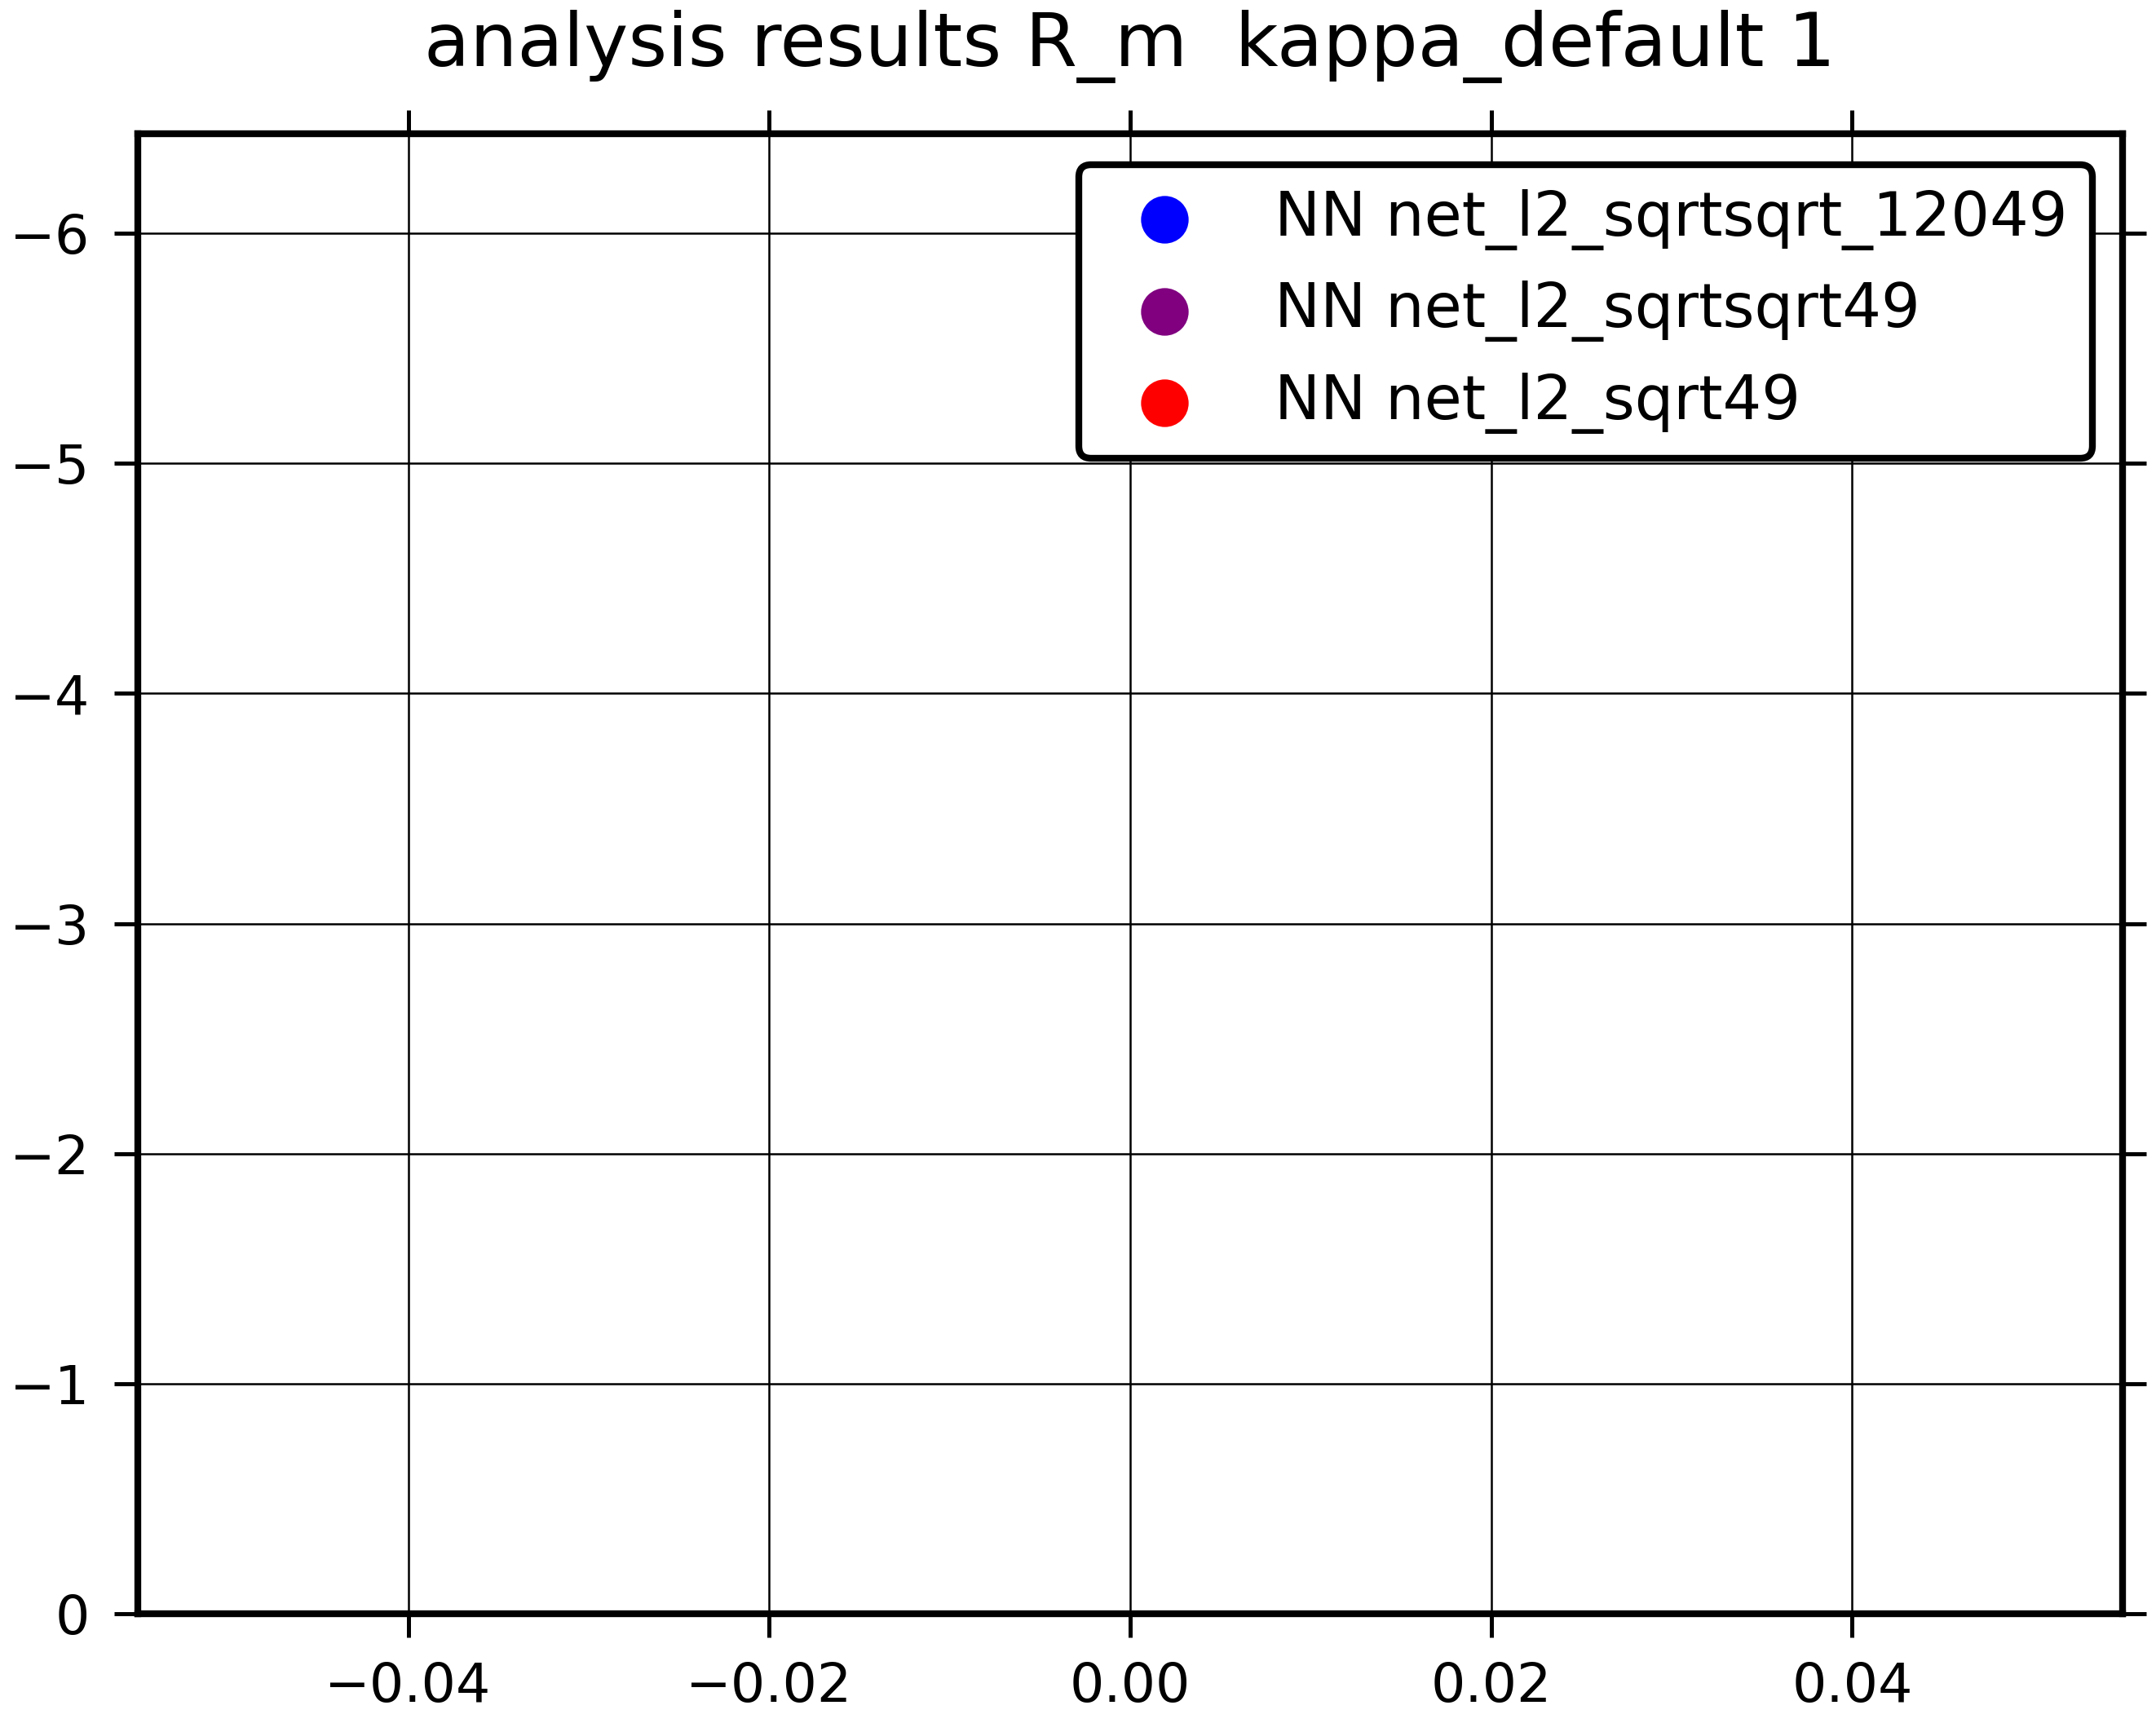 analysis results R_m  kappa_default 1
NN net_l2_sqrtsqrt_12049
NN net_l2_sqrtsqrt49
NN net_l2_sqrt49
−6
−5
−4
−3
−2
−1
0
−0.04 −0.02 0.00 0.02 0.04